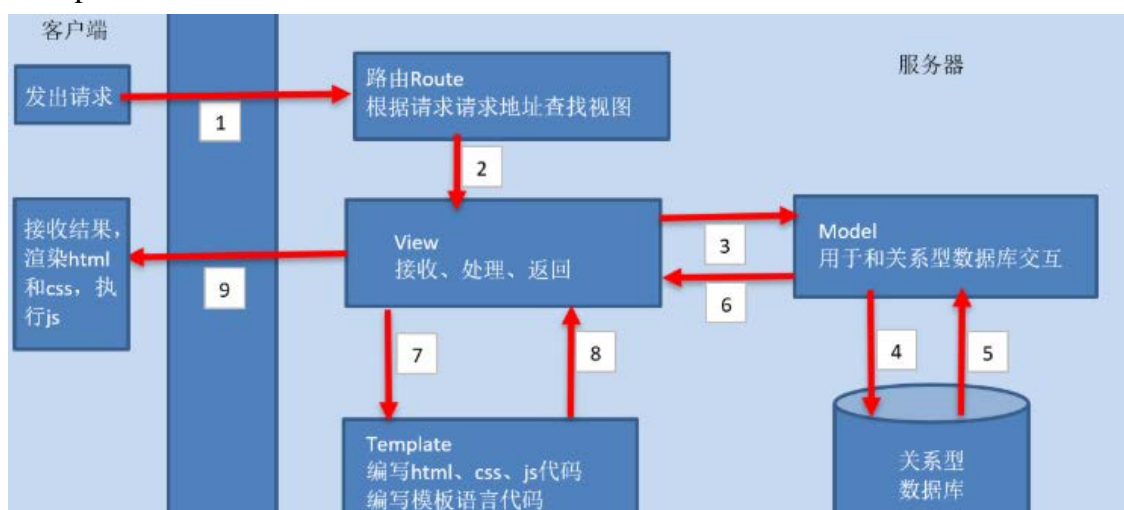 客户端
服务器
发出请求
1
路由Route
根据请求请求地址查找视图
2
接收结果，
渲染html
和css，执
行js
9
View
接收、处理、返回
3
6
Model
用于和关系型数据库交互
7
8
4
5
Template
编写html、css、js代码
编写模板语言代码
关系型
数据库